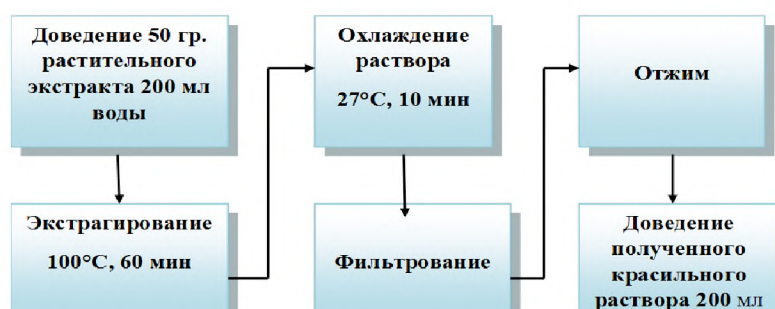 Доведение 50 гр.
растительного
экстракта 200 мл
воды
Экстрагирование
100°С, 60 мин
Охлаждение
раствора
27°С, 10 мин
Фильтрование
Отжим
Доведение
полученного
красильного
раствора 200 мл